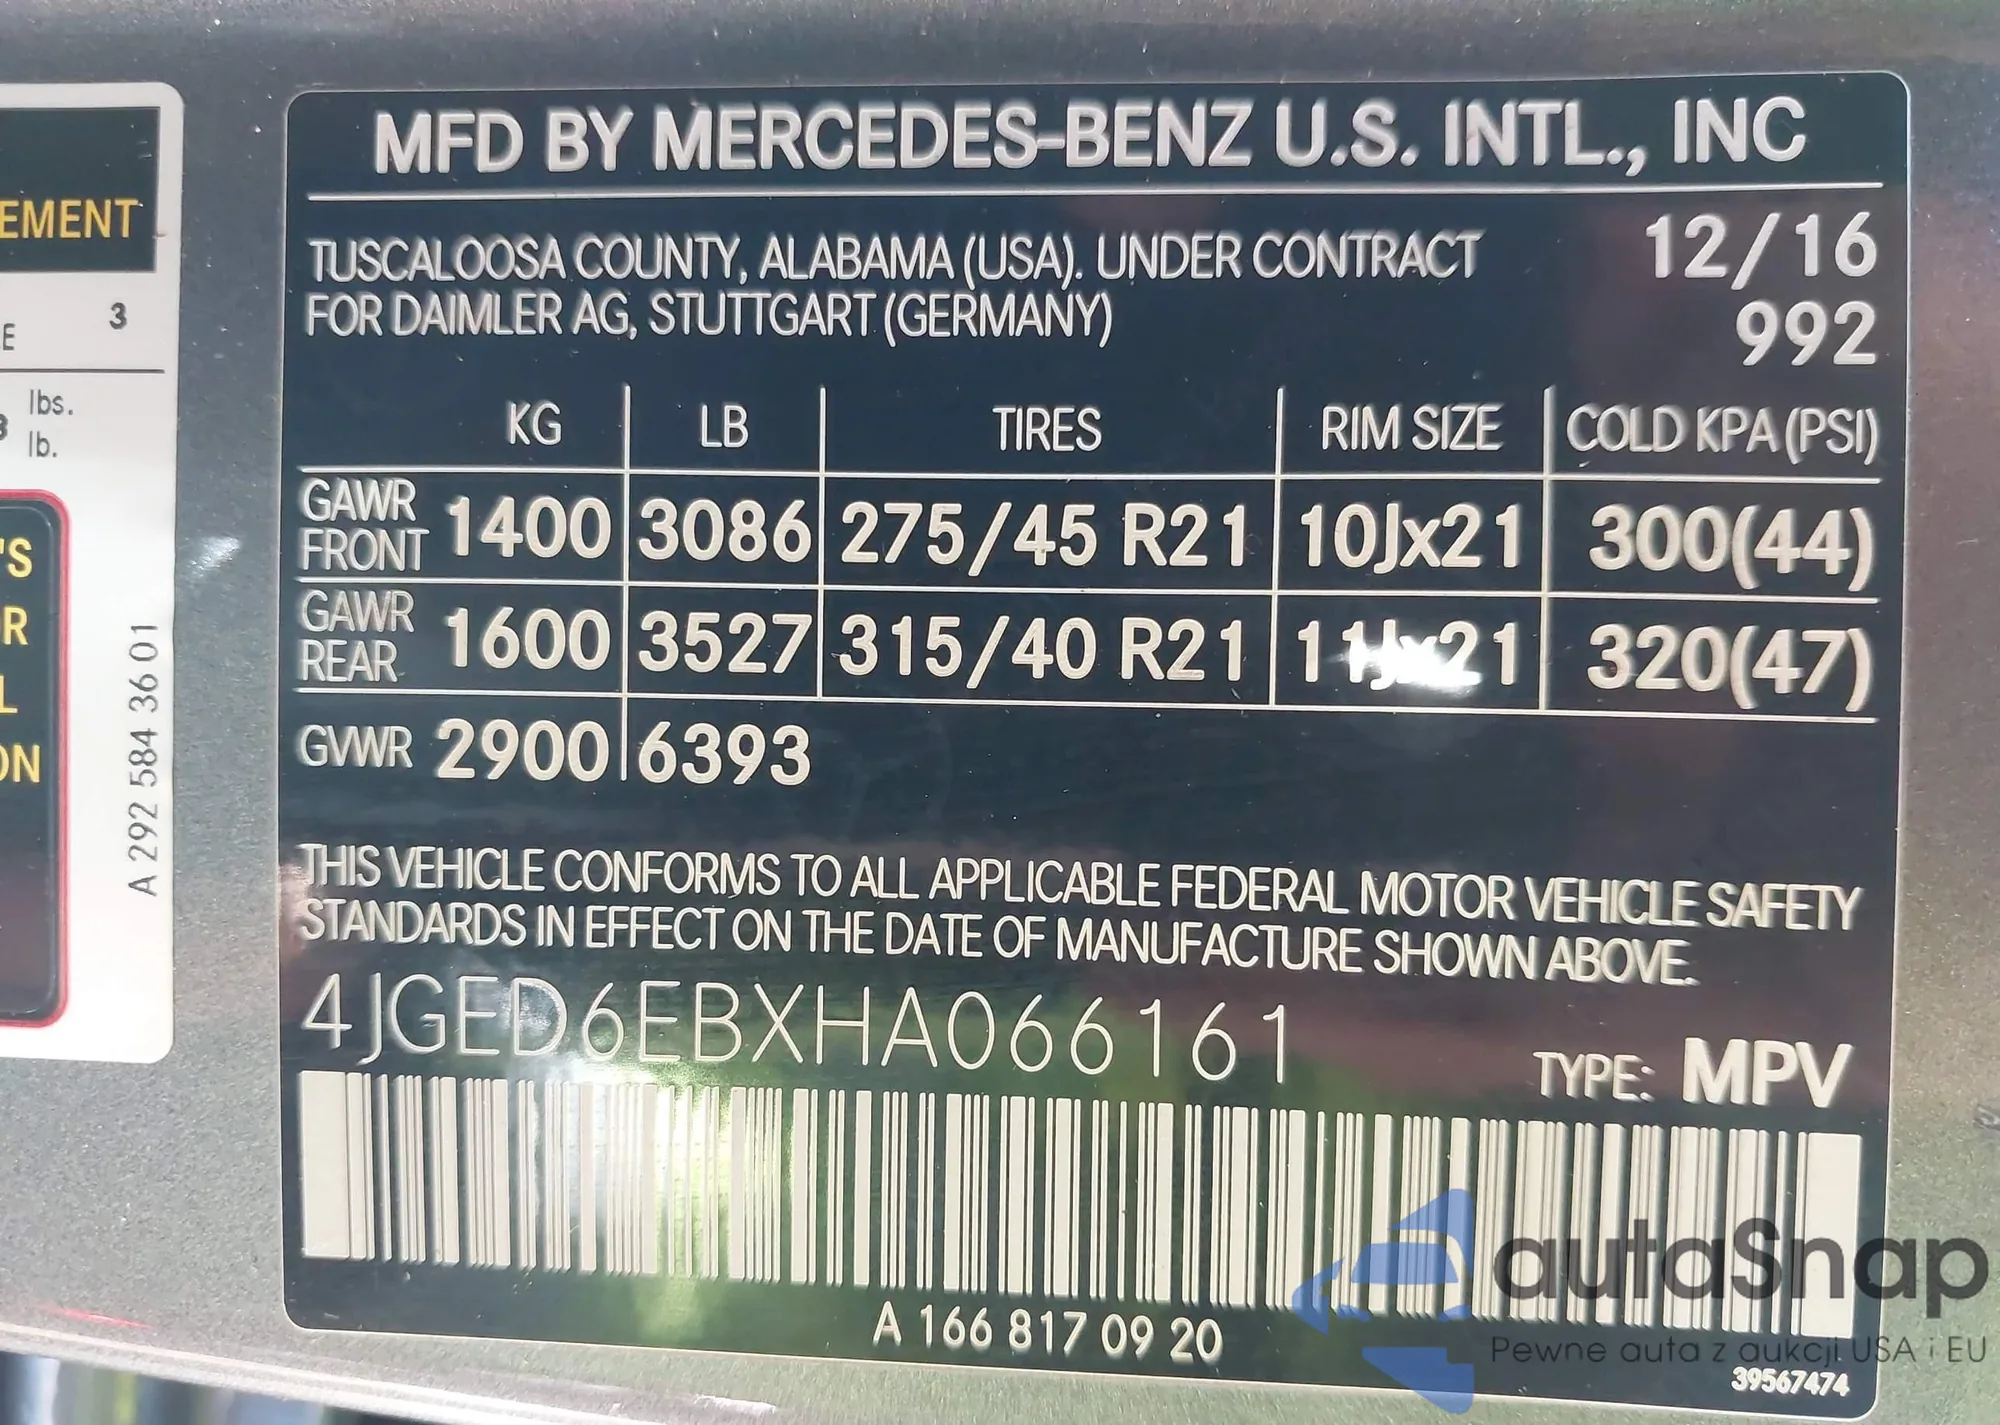 EMENT
E 3
lbs.
lb.
'S
R
L
ON
A 292 584 36 01
MFD BY MERCEDES-BENZ U.S. INTL., INC
TUSCALOOSA COUNTY, ALABAMA (USA). UNDER CONTRACT 12/16
FOR DAIMLER AG, STUTTGART (GERMANY) 992
KG LB TIRES RIM SIZE COLD KPA (PSI)
GAWR FRONT 1400 3086 275/45 R21 10Jx21 300(44)
GAWR REAR 1600 3527 315/40 R21 11Jx21 320(47)
GVWR 2900 6393
THIS VEHICLE CONFORMS TO ALL APPLICABLE FEDERAL MOTOR VEHICLE SAFETY
STANDARDS IN EFFECT ON THE DATE OF MANUFACTURE SHOWN ABOVE.
4JGED6EBXHA066161
TYPE: MPV
A 166 817 09 20
39567474
autaSnap
Pewne auta z aukcji USA i EU